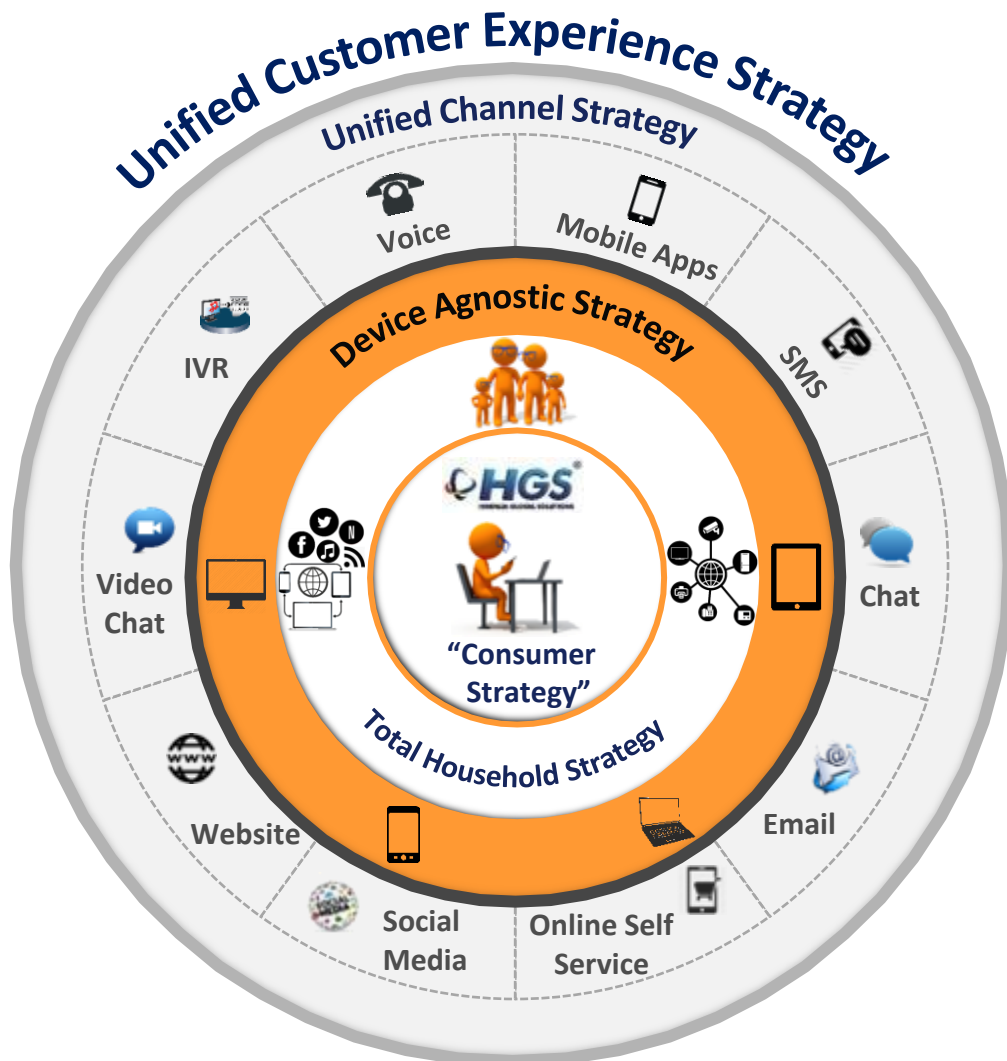 Unified Customer Experience Strategy
Unified Channel Strategy
Voice
Mobile Apps
IVR
SMS
Device Agnostic Strategy
HGS®
Video
Chat
Chat
“Consumer
Strategy”
Total Household Strategy
WWW
Website
Email
Social
Media
Online Self
Service